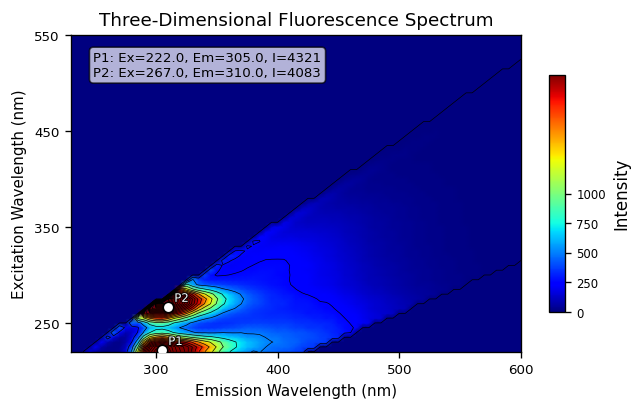 Three-Dimensional Fluorescence Spectrum
P1: Ex=222.0, Em=305.0, I=4321
P2: Ex=267.0, Em=310.0, I=4083
550
450
350
250
Excitation Wavelength (nm)
P2
P1
300
400
500
600
Emission Wavelength (nm)
1000
750
500
250
0
Intensity